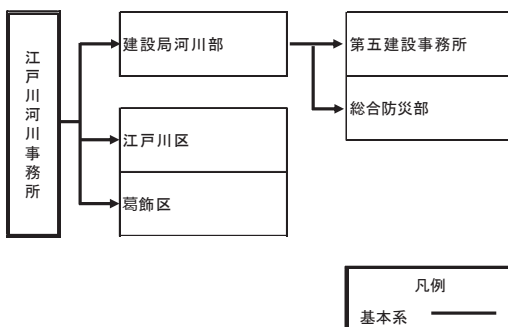 江戸川河川事務所
建設局河川部
第五建設事務所
総合防災部
江戸川区
葛飾区
凡例
基本系